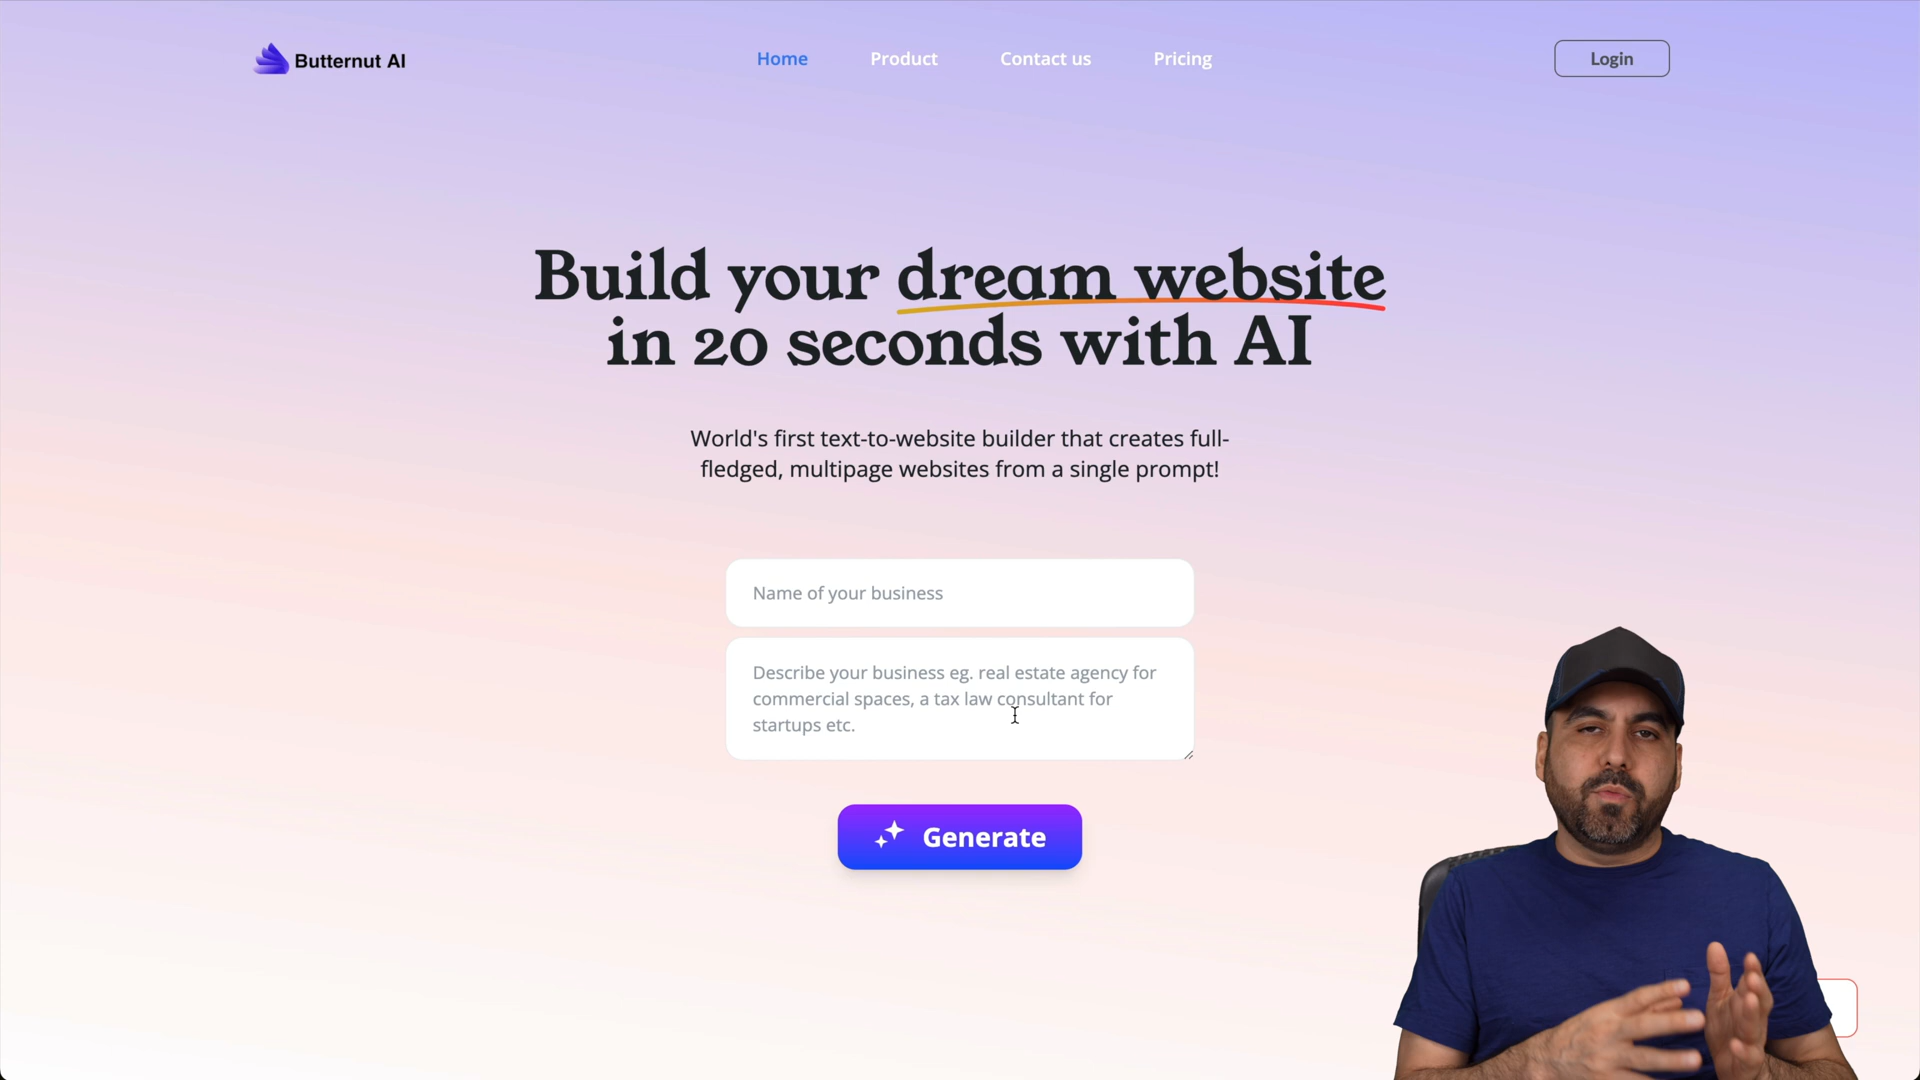 Butternut AI
Home Product Contact us Pricing
Login
Build your dream website
in 20 seconds with AI
World's first text-to-website builder that creates full-
fledged, multipage websites from a single prompt!
Name of your business
Describe your business eg. real estate agency for
commercial spaces, a tax law consultant for
startups etc.
Generate